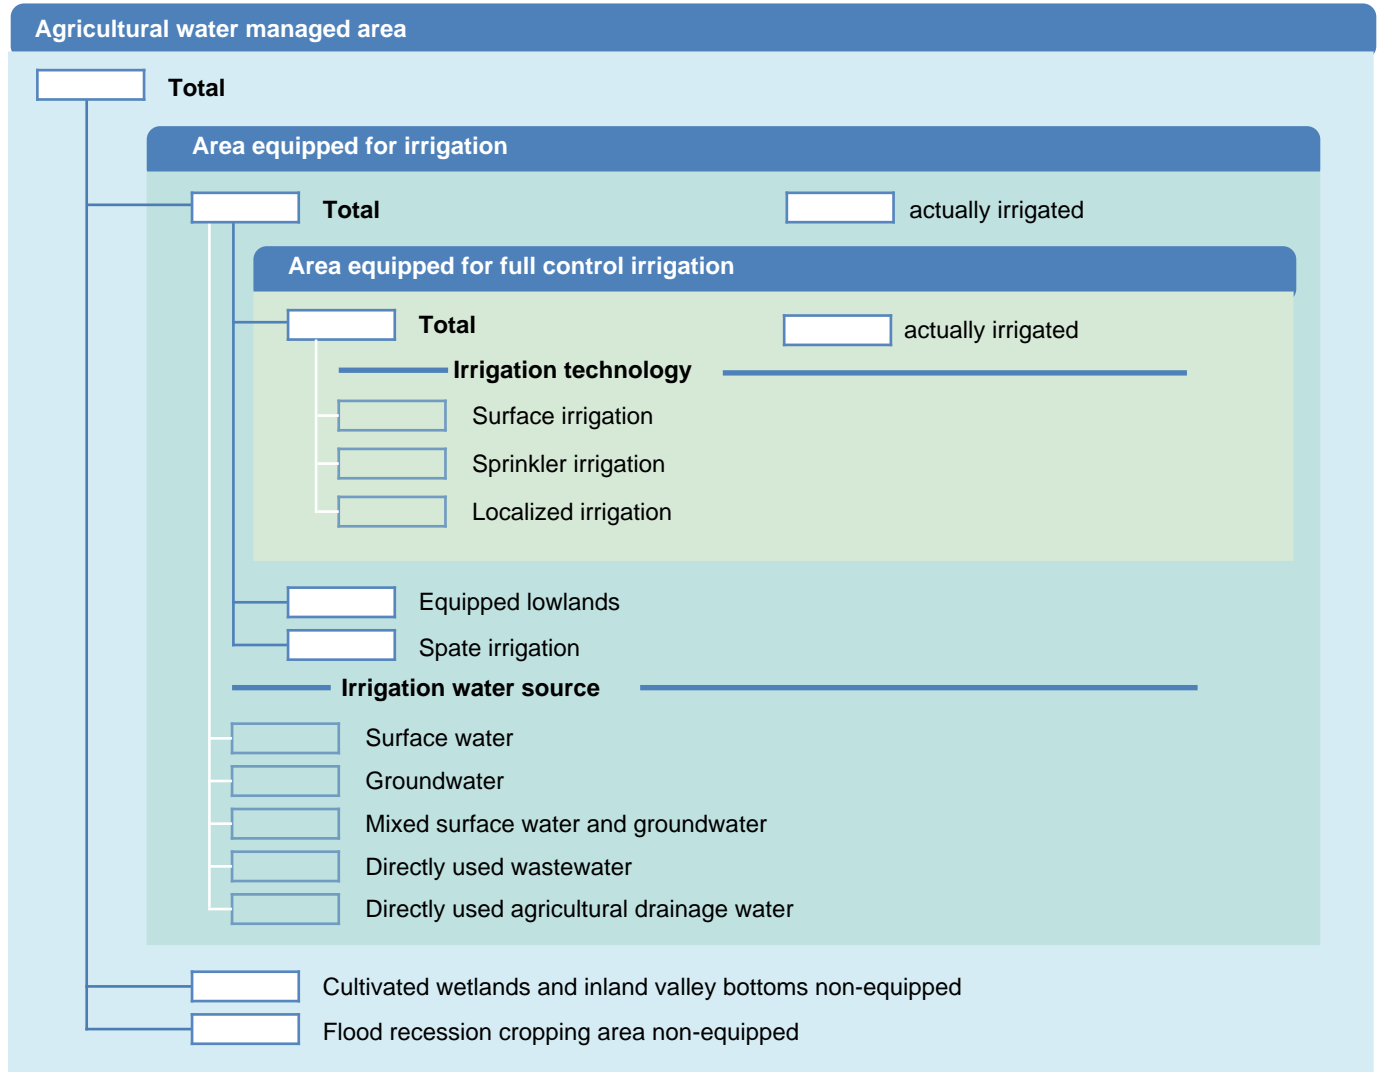 Agricultural water managed area
Total
Area equipped for irrigation
Total
actually irrigated
Area equipped for full control irrigation
Total
actually irrigated
Irrigation technology
Surface irrigation
Sprinkler irrigation
Localized irrigation
Equipped lowlands
Spate irrigation
Irrigation water source
Surface water
Groundwater
Mixed surface water and groundwater
Directly used wastewater
Directly used agricultural drainage water
Cultivated wetlands and inland valley bottoms non-equipped
Flood recession cropping area non-equipped